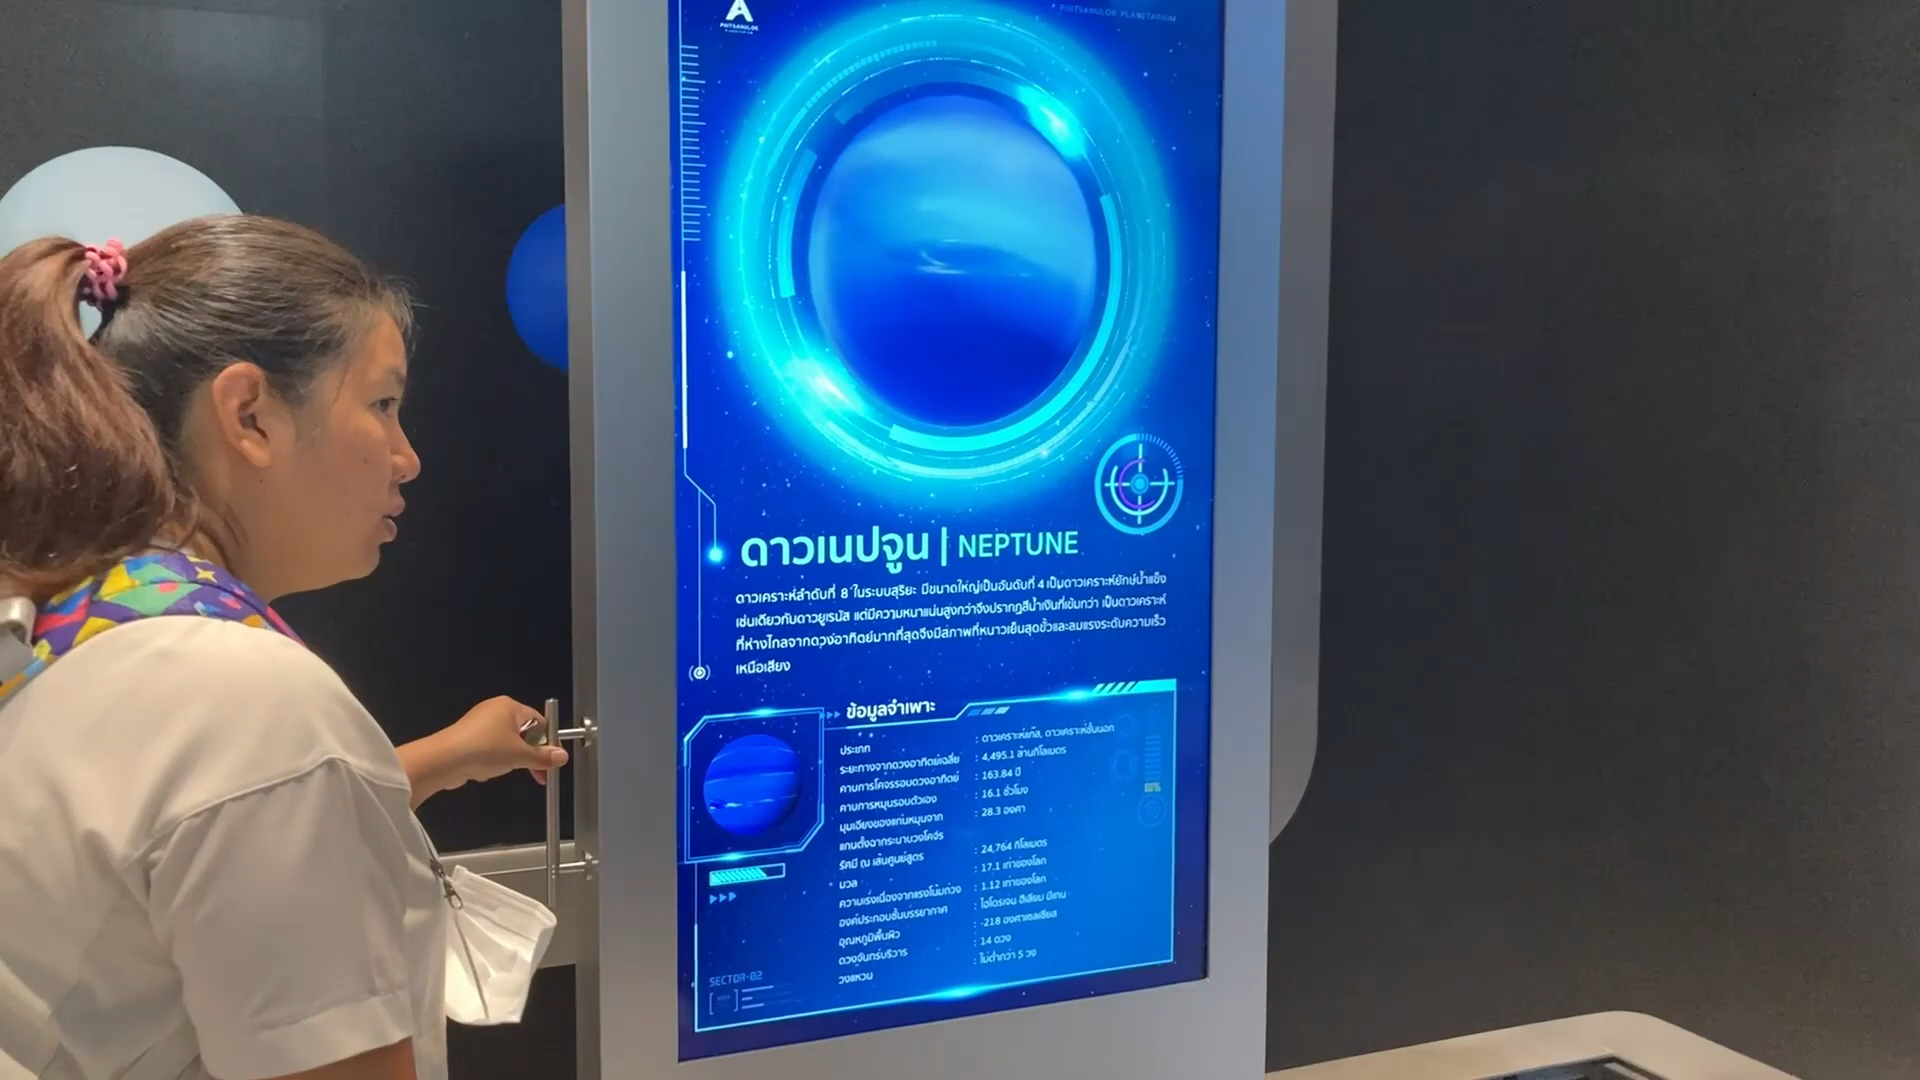 PHITSANULOK
PHITSANULOK PLANETARIUM
ดาวเนปจูน | NEPTUNE
ดาวเคราะห์ลำดับที่ 8 ในระบบสุริยะ มีขนาดใหญ่เป็นอันดับที่ 4 เป็นดาวเคราะห์ยักษ์น้ำแข็ง
เช่นเดียวกับดาวยูเรนัส แต่มีความหนาแน่นสูงกว่าจึงปรากฏสีน้ำเงินที่เข้มกว่า เป็นดาวเคราะห์
ที่ห่างไกลจากดวงอาทิตย์มากที่สุดจึงมีสภาพที่หนาวเย็นสุดขั้วและลมแรงระดับความเร็ว
เหนือเสียง
ข้อมูลจำเพาะ
ประเภท : ดาวเคราะห์แก๊ส, ดาวเคราะห์ชั้นนอก
ระยะทางจากดวงอาทิตย์เฉลี่ย : 4,495.1 ล้านกิโลเมตร
คาบการโคจรรอบดวงอาทิตย์ : 163.84 ปี
คาบการหมุนรอบตัวเอง : 16.1 ชั่วโมง
มุมเอียงของแกนหมุนจาก : 28.3 องศา
แกนตั้งฉากระนาบวงโคจร
รัศมี ณ เส้นศูนย์สูตร : 24,764 กิโลเมตร
มวล : 17.1 เท่าของโลก
ความเร่งเนื่องจากแรงโน้มถ่วง : 1.12 เท่าของโลก
องค์ประกอบชั้นบรรยากาศ : ไฮโดรเจน ฮีเลียม มีเทน
อุณหภูมิพื้นผิว : -218 องศาเซลเซียส
ดวงจันทร์บริวาร : 14 ดวง
วงแหวน : ไม่ต่ำกว่า 5 วง
SECTOR-02